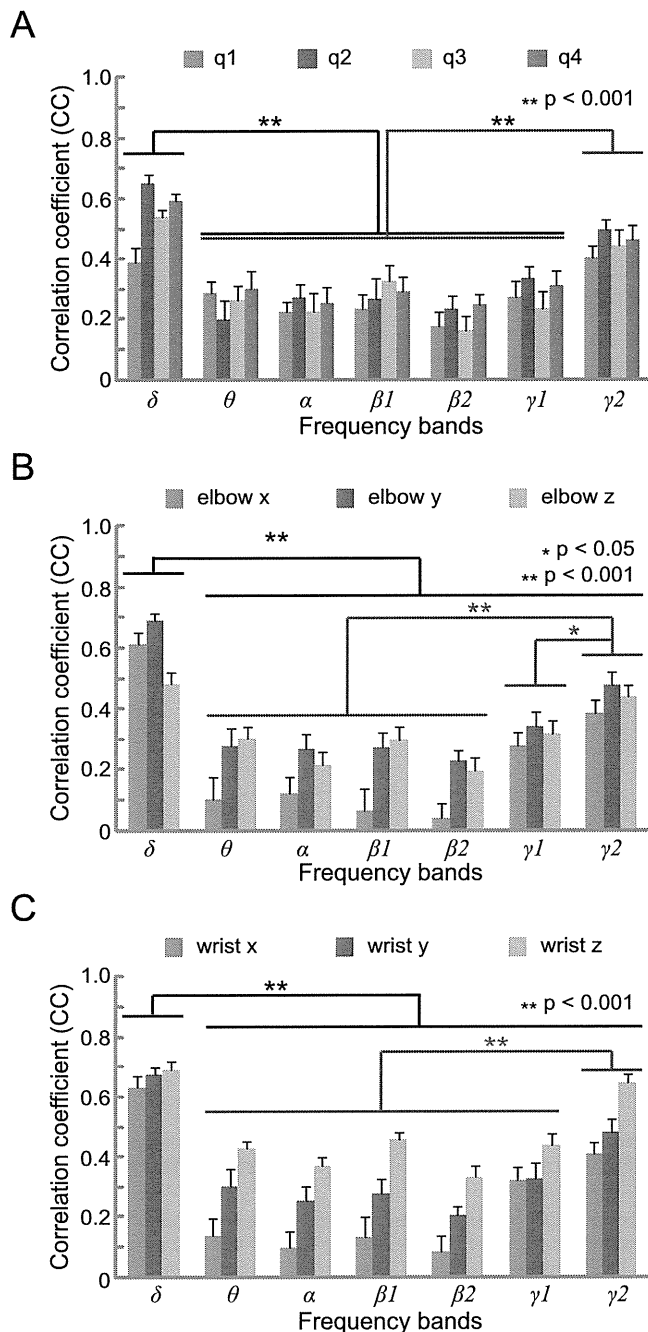 A
q1 q2 q3 q4
** p < 0.001
** **
Correlation coefficient (CC)
1.0
0.8
0.6
0.4
0.2
0
δ θ α β1 β2 γ1 γ2
Frequency bands
B
elbow x elbow y elbow z
* p < 0.05
** p < 0.001
**
**
*
Correlation coefficient (CC)
1.0
0.8
0.6
0.4
0.2
0
δ θ α β1 β2 γ1 γ2
Frequency bands
C
wrist x wrist y wrist z
** p < 0.001
**
**
Correlation coefficient (CC)
1.0
0.8
0.6
0.4
0.2
0
δ θ α β1 β2 γ1 γ2
Frequency bands